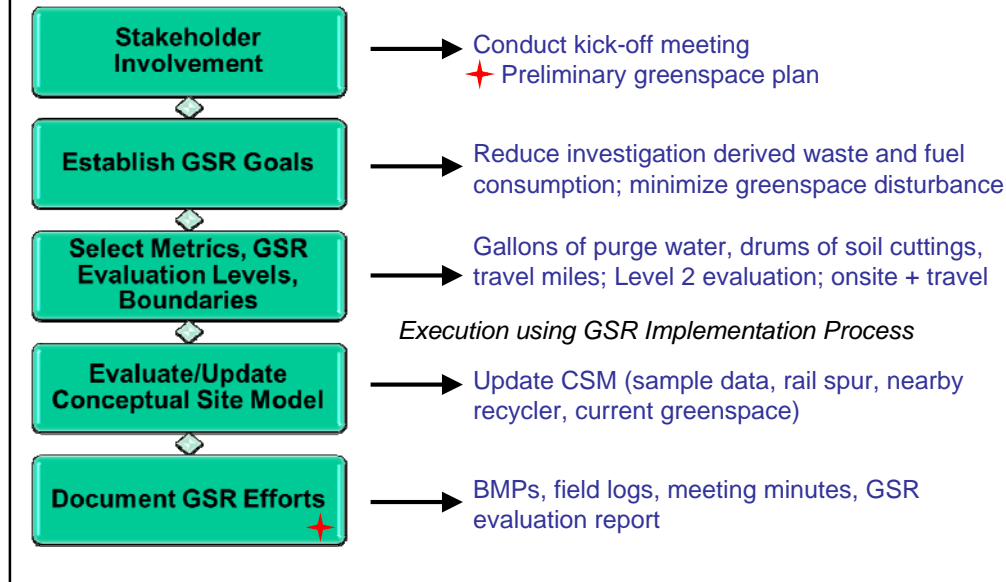 Stakeholder
Involvement
Conduct kick-off meeting
Preliminary greenspace plan
Establish GSR Goals
Reduce investigation derived waste and fuel
consumption; minimize greenspace disturbance
Select Metrics, GSR
Evaluation Levels,
Boundaries
Gallons of purge water, drums of soil cuttings,
travel miles; Level 2 evaluation; onsite + travel
Execution using GSR Implementation Process
Evaluate/Update
Conceptual Site Model
Update CSM (sample data, rail spur, nearby
recycler, current greenspace)
Document GSR Efforts
BMPs, field logs, meeting minutes, GSR
evaluation report